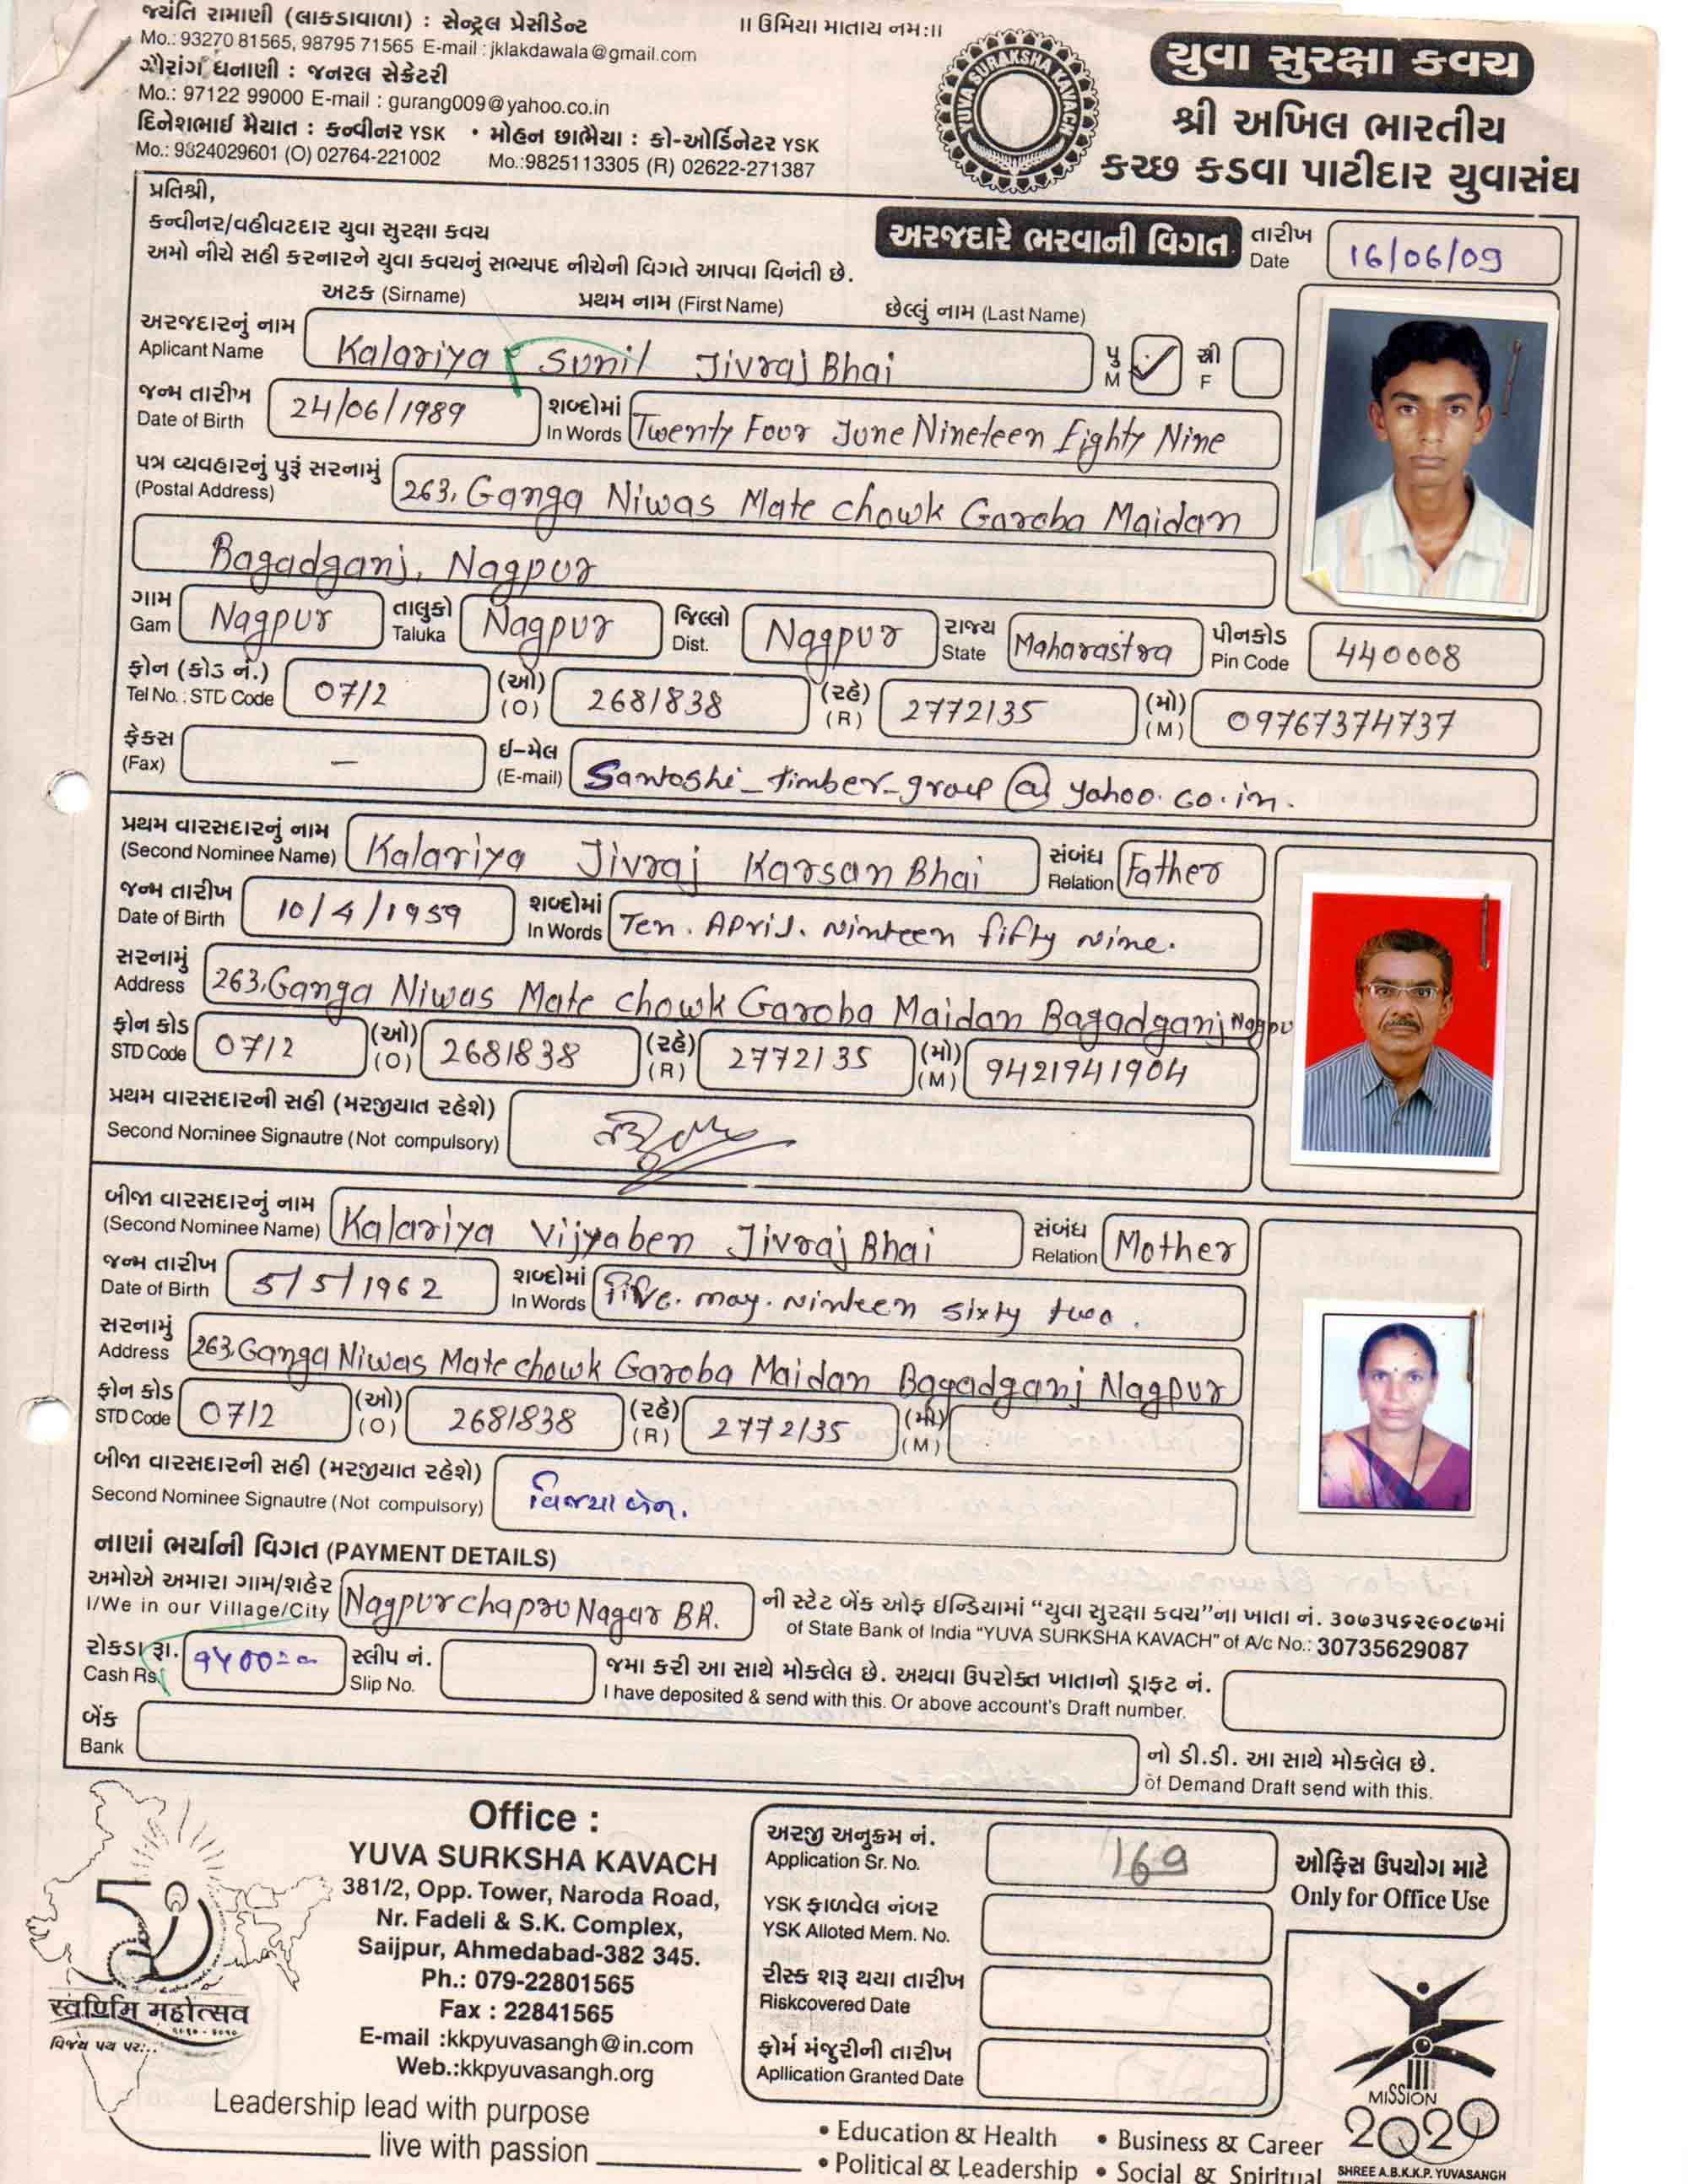 જયંતિ રામાણી (લાકડાવાળા) : સેન્ટ્રલ પ્રેસીડેન્ટ
Mo.: 93270 81565, 98795 71565 E-mail : jklakdawala@gmail.com
ગૌરાંગ ધનાણી : જનરલ સેક્રેટરી
Mo.: 97122 99000 E-mail : gurang009@yahoo.co.in
દિનેશભાઈ મૈયાત : કન્વીનર YSK • મોહન છાભૈયા : કો-ઓર્ડિનેટર YSK
Mo.: 9824029601 (O) 02764-221002 Mo.:9825113305 (R) 02622-271387
॥ ઉમિયા માતાય નમઃ॥
YUVA SURAKSHA KAVACH
યુવા સુરક્ષા કવચ
શ્રી અખિલ ભારતીય
કચ્છ કડવા પાટીદાર યુવાસંઘ
પ્રતિશ્રી,
કન્વીનર/વહીવટદાર યુવા સુરક્ષા કવચ
અમો નીચે સહી કરનારને યુવા કવચનું સભ્યપદ નીચેની વિગતે આપવા વિનંતી છે.
અરજદારે ભરવાની વિગત
તારીખ Date 16/06/09
અટક (Sirname) પ્રથમ નામ (First Name) છેલ્લું નામ (Last Name)
અરજદારનું નામ Aplicant Name Kalariya Sunil JivrajBhai પુ M ✓ સ્ત્રી F
જન્મ તારીખ Date of Birth 24/06/1989 શબ્દોમાં In Words Twenty Four June Nineteen Eighty Nine
પત્ર વ્યવહારનું પુરૂં સરનામું (Postal Address) 263, Ganga Niwas Mate chowk Garoba Maidan
Bagadganj, Nagpur
ગામ Gam Nagpur તાલુકો Taluka Nagpur જિલ્લો Dist. Nagpur રાજ્ય State Maharastra પીનકોડ Pin Code 440008
ફોન (કોડ નં.) Tel No.: STD Code 0712 (ઓ) (O) 2681838 (રહે) (R) 2772135 (મો) (M) 09767374737
ફેક્સ (Fax) — ઈ-મેલ (E-mail) Santoshi_timber_group@yahoo.co.in.
પ્રથમ વારસદારનું નામ (Second Nominee Name) Kalariya Jivraj KarsanBhai સંબંધ Relation Father
જન્મ તારીખ Date of Birth 10/4/1959 શબ્દોમાં In Words Ten. April. Ninteen fifty Nine.
સરનામું Address 263, Ganga Niwas Mate chowk Garoba Maidan Bagadganj Nagpu
ફોન કોડ STD Code 0712 (ઓ) (O) 2681838 (રહે) (R) 2772135 (મો) (M) 9421941904
પ્રથમ વારસદારની સહી (મરજીયાત રહેશે)
Second Nominee Signautre (Not compulsory)
બીજા વારસદારનું નામ (Second Nominee Name) Kalariya Vijyaben JivrajBhai સંબંધ Relation Mother
જન્મ તારીખ Date of Birth 5/5/1962 શબ્દોમાં In Words Five. may. Ninteen sixty two.
સરનામું Address 263, Ganga Niwas Mate chowk Garoba Maidan Bagadganj Nagpur
ફોન કોડ STD Code 0712 (ઓ) (O) 2681838 (રહે) (R) 2772135 (મો) (M)
બીજા વારસદારની સહી (મરજીયાત રહેશે)
Second Nominee Signautre (Not compulsory) વિજયા બેન.
નાણાં ભર્યાની વિગત (PAYMENT DETAILS)
અમોએ અમારા ગામ/શહેર I/We in our Village/City Nagpur chapru Nagar BR. ની સ્ટેટ બેંક ઓફ ઈન્ડિયામાં “યુવા સુરક્ષા કવચ”ના ખાતા નં. ૩૦૭૩૫૬૨૯૦૮૭માં
of State Bank of India “YUVA SURKSHA KAVACH” of A/c No.: 30735629087
રોકડા રૂા. Cash Rs. સ્લીપ નં. Slip No. જમા કરી આ સાથે મોકલેલ છે. અથવા ઉપરોક્ત ખાતાનો ડ્રાફ્ટ નં.
I have deposited & send with this. Or above account's Draft number.
બેંક Bank નો ડી.ડી. આ સાથે મોકલેલ છે.
of Demand Draft send with this.
स्वर्णिम महोत्सव
વિજય પથ પર...
Office :
YUVA SURKSHA KAVACH
381/2, Opp. Tower, Naroda Road,
Nr. Fadeli & S.K. Complex,
Saijpur, Ahmedabad-382 345.
Ph.: 079-22801565
Fax : 22841565
E-mail :kkpyuvasangh@in.com
Web.:kkpyuvasangh.org
અરજી અનુક્રમ નં. Application Sr. No. 169
YSK ફાળવેલ નંબર YSK Alloted Mem. No.
રીસ્ક શરૂ થયા તારીખ Riskcovered Date
ફોર્મ મંજુરીની તારીખ Apllication Granted Date
ઓફિસ ઉપયોગ માટે
Only for Office Use
MISSION
2020
SHREE A.B.K.K.P. YUVASANGH
Leadership lead with purpose
live with passion
• Education & Health • Business & Career
• Political & Leadership • Social & Spiritual